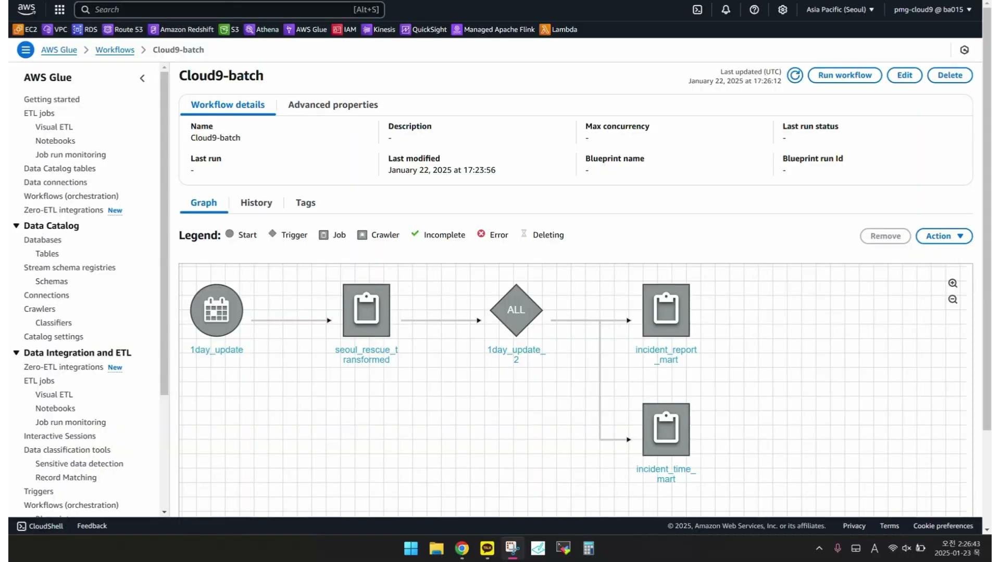 aws
Search [Alt+S]
Asia Pacific (Seoul) ▼
pmg-cloud9 @ ba015 ▼
EC2 VPC RDS Route 53 Amazon Redshift S3 Athena AWS Glue IAM Kinesis QuickSight Managed Apache Flink Lambda
AWS Glue > Workflows > Cloud9-batch
AWS Glue
Getting started
ETL jobs
Visual ETL
Notebooks
Job run monitoring
Data Catalog tables
Data connections
Workflows (orchestration)
Zero-ETL integrations New
Data Catalog
Databases
Tables
Stream schema registries
Schemas
Connections
Crawlers
Classifiers
Catalog settings
Data Integration and ETL
Zero-ETL integrations New
ETL jobs
Visual ETL
Notebooks
Job run monitoring
Interactive Sessions
Data classification tools
Sensitive data detection
Record Matching
Triggers
Workflows (orchestration)
Cloud9-batch
Last updated (UTC)
January 22, 2025 at 17:26:12
Run workflow
Edit
Delete
Workflow details
Advanced properties
Name
Cloud9-batch
Description
-
Max concurrency
-
Last run status
-
Last run
-
Last modified
January 22, 2025 at 17:23:56
Blueprint name
-
Blueprint run Id
-
Graph
History
Tags
Legend: Start Trigger Job Crawler Incomplete Error Deleting
Remove
Action ▼
ALL
1day_update
seoul_rescue_t
ransformed
1day_update_
2
incident_report
_mart
incident_time_
mart
CloudShell
Feedback
© 2025, Amazon Web Services, Inc. or its affiliates.
Privacy
Terms
Cookie preferences
TALK
A
오전 2:26:43
2025-01-23 목